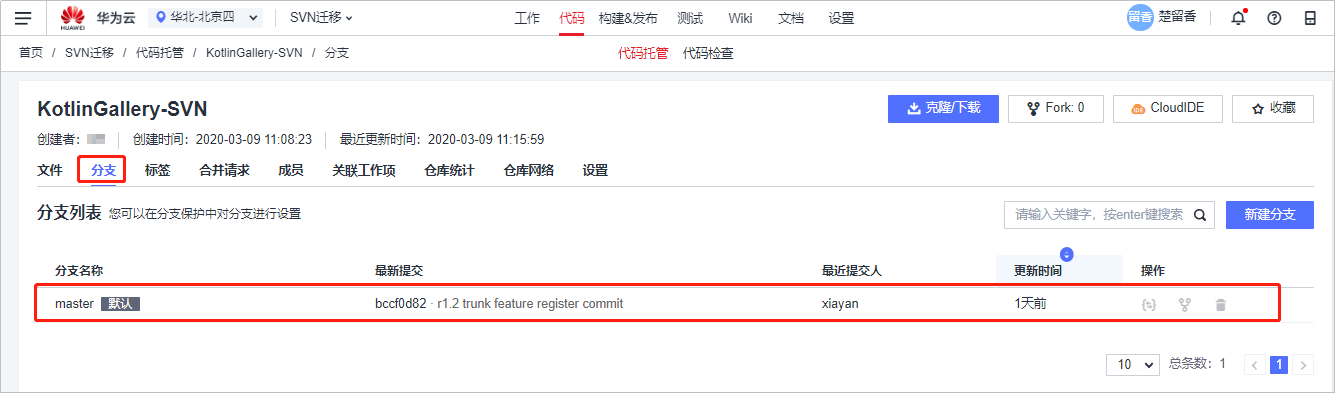 HUAWEI 华为云 华北-北京四 SVN迁移 工作 代码 构建&发布 测试 Wiki 文档 设置 留香 楚留香
首页 / SVN迁移 / 代码托管 / KotlinGallery-SVN / 分支 代码托管 代码检查
KotlinGallery-SVN 克隆/下载 Fork: 0 CloudIDE 收藏
创建者: 创建时间: 2020-03-09 11:08:23 最近更新时间: 2020-03-09 11:15:59
文件 分支 标签 合并请求 成员 关联工作项 仓库统计 仓库网络 设置
分支列表 您可以在分支保护中对分支进行设置 请输入关键字，按enter键搜索 新建分支
分支名称 最新提交 最近提交人 更新时间 操作
master 默认 bccf0d82 · r1.2 trunk feature register commit xiayan 1天前
10 总条数: 1 < 1 >